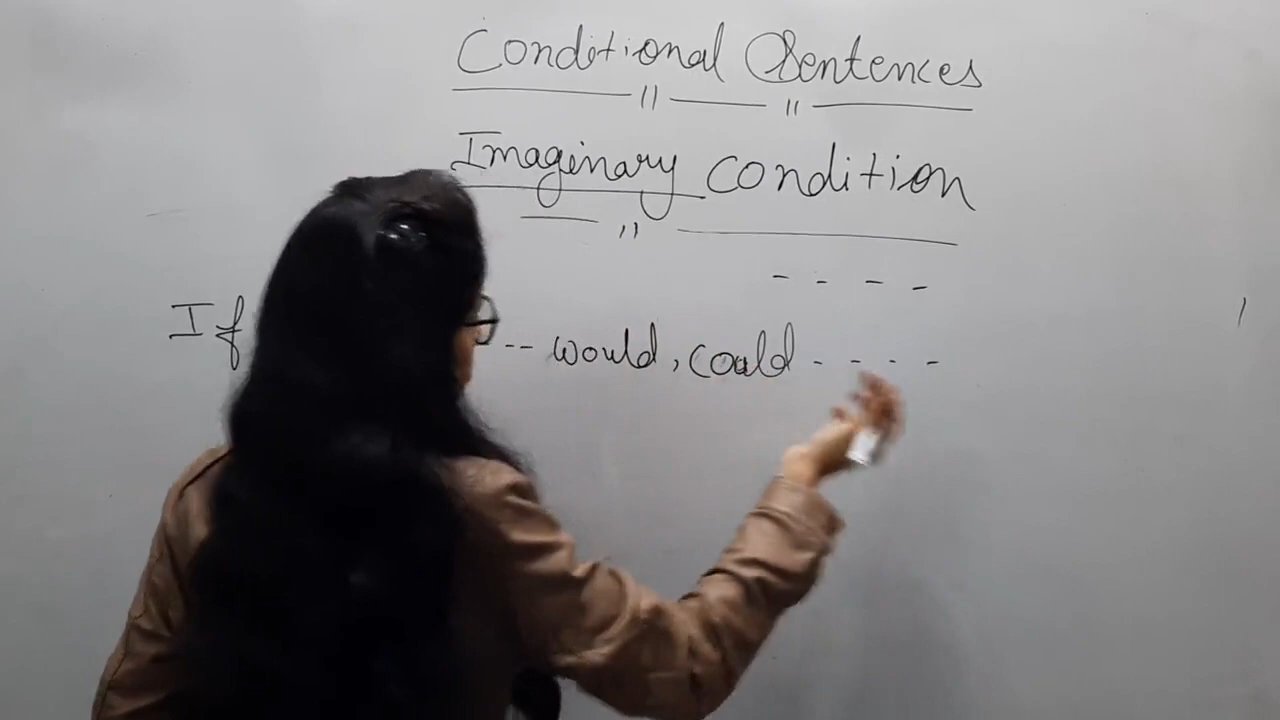 Conditional Sentences
Imaginary condition
- - - -
If -- would, could - - - -